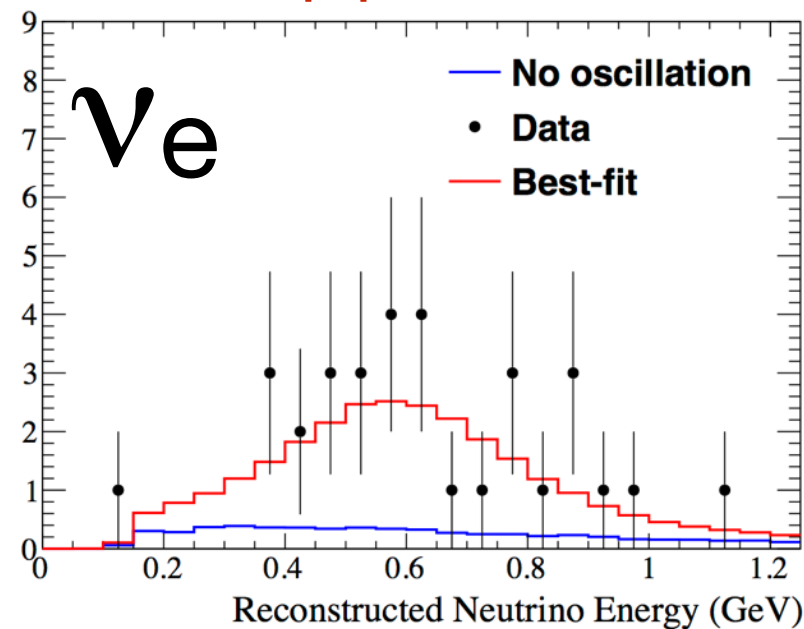 9
8
7
6
5
4
3
2
1
0
νe
No oscillation
Data
Best-fit
0 0.2 0.4 0.6 0.8 1 1.2
Reconstructed Neutrino Energy (GeV)